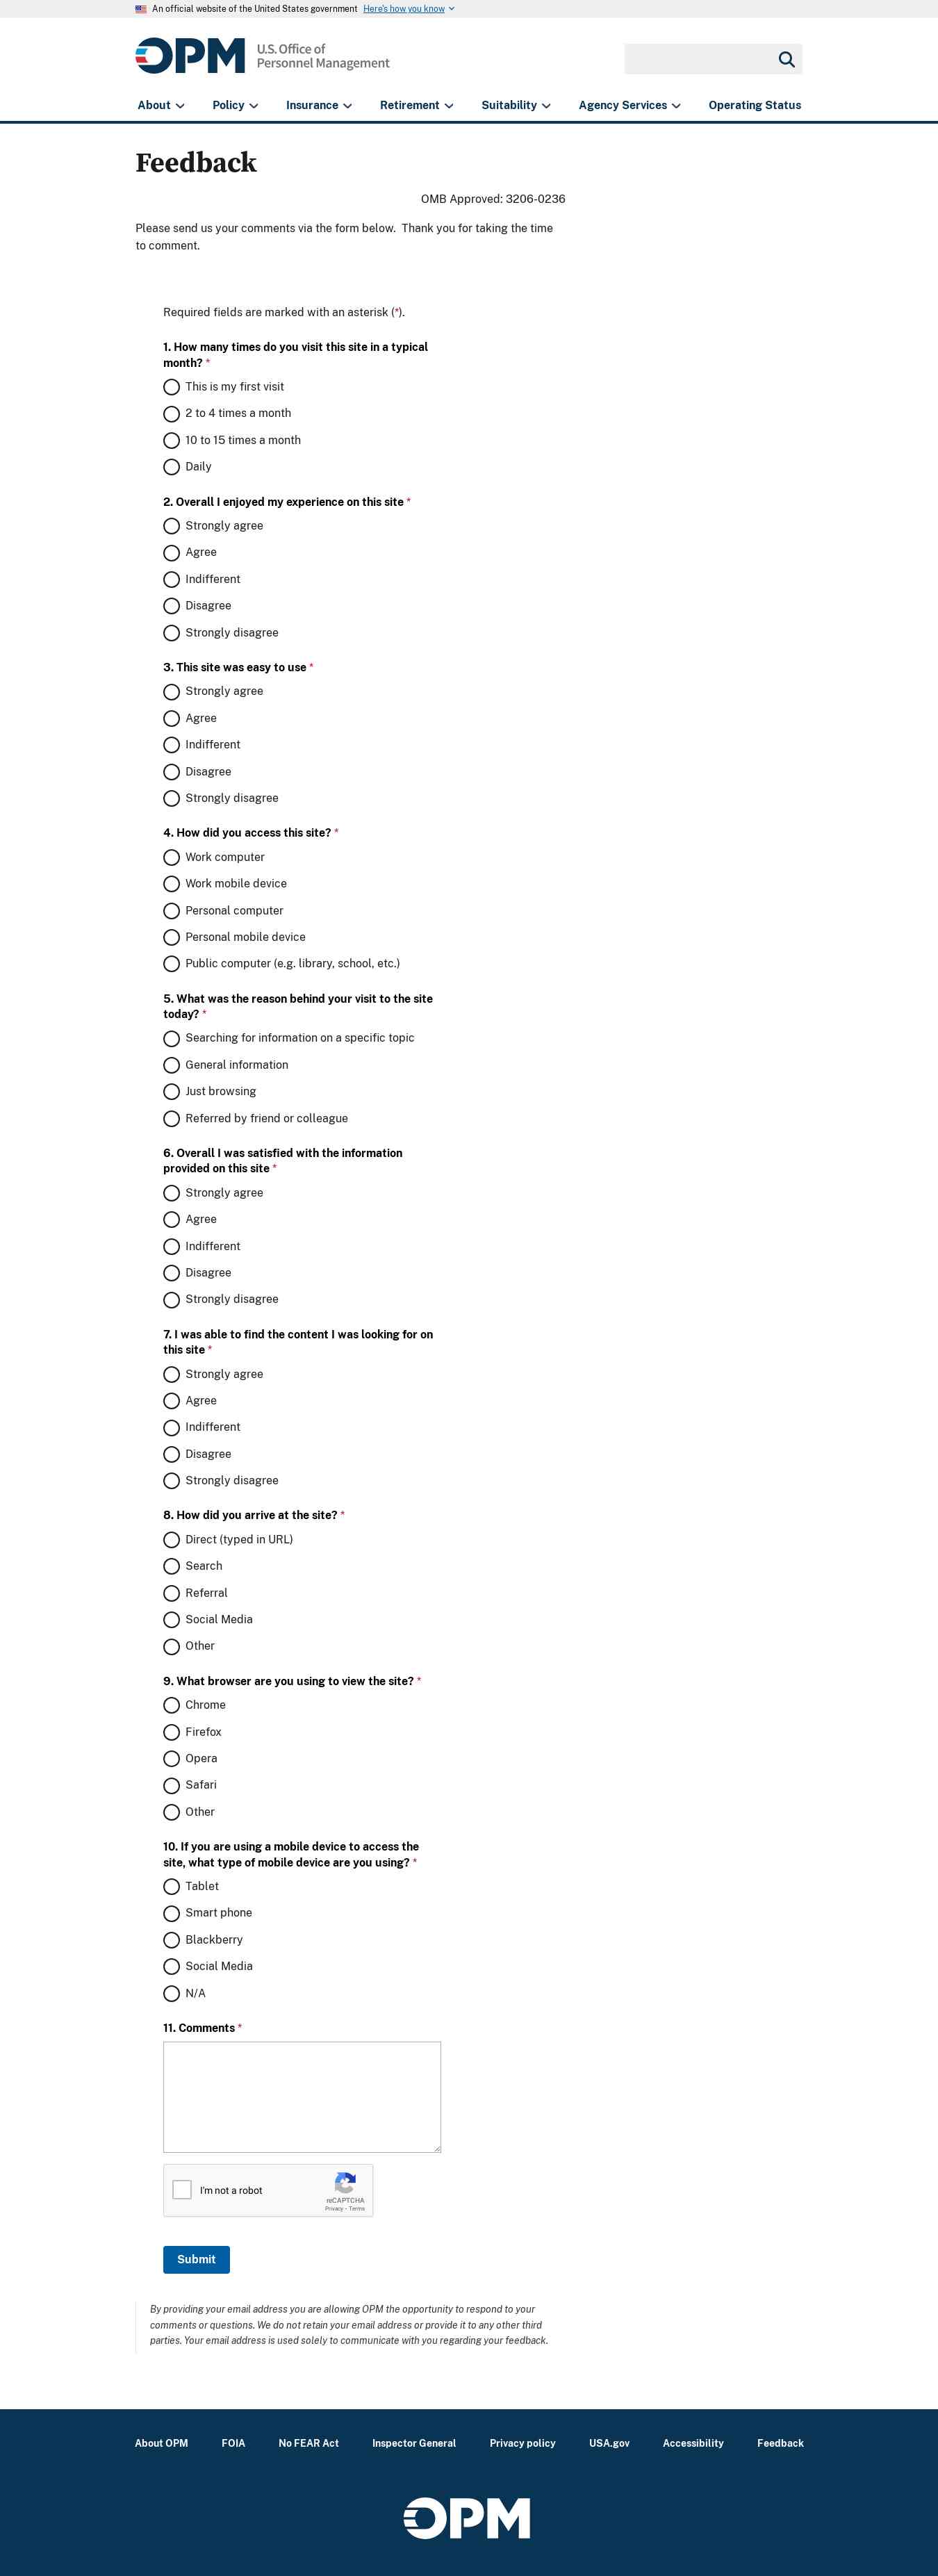 An official website of the United States government Here's how you know
OPM U.S. Office of
Personnel Management
About Policy Insurance Retirement Suitability Agency Services Operating Status
Feedback
OMB Approved: 3206-0236
Please send us your comments via the form below. Thank you for taking the time
to comment.
Required fields are marked with an asterisk (*).
1. How many times do you visit this site in a typical
month? *
This is my first visit
2 to 4 times a month
10 to 15 times a month
Daily
2. Overall I enjoyed my experience on this site *
Strongly agree
Agree
Indifferent
Disagree
Strongly disagree
3. This site was easy to use *
Strongly agree
Agree
Indifferent
Disagree
Strongly disagree
4. How did you access this site? *
Work computer
Work mobile device
Personal computer
Personal mobile device
Public computer (e.g. library, school, etc.)
5. What was the reason behind your visit to the site
today? *
Searching for information on a specific topic
General information
Just browsing
Referred by friend or colleague
6. Overall I was satisfied with the information
provided on this site *
Strongly agree
Agree
Indifferent
Disagree
Strongly disagree
7. I was able to find the content I was looking for on
this site *
Strongly agree
Agree
Indifferent
Disagree
Strongly disagree
8. How did you arrive at the site? *
Direct (typed in URL)
Search
Referral
Social Media
Other
9. What browser are you using to view the site? *
Chrome
Firefox
Opera
Safari
Other
10. If you are using a mobile device to access the
site, what type of mobile device are you using? *
Tablet
Smart phone
Blackberry
Social Media
N/A
11. Comments *
I'm not a robot
reCAPTCHA
Privacy - Terms
Submit
By providing your email address you are allowing OPM the opportunity to respond to your
comments or questions. We do not retain your email address or provide it to any other third
parties. Your email address is used solely to communicate with you regarding your feedback.
About OPM FOIA No FEAR Act Inspector General Privacy policy USA.gov Accessibility Feedback
OPM